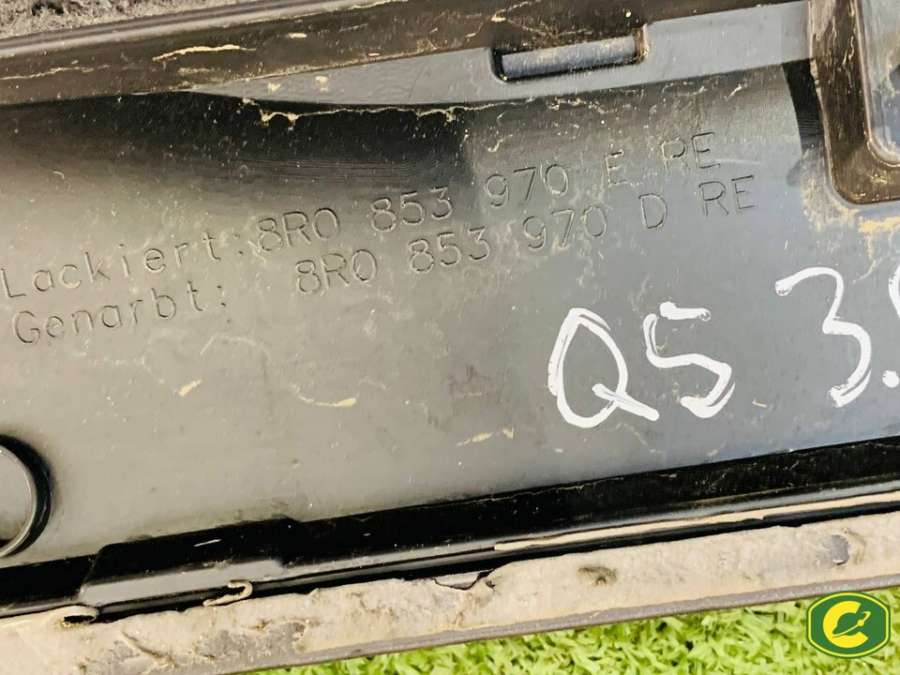 Lackiert: 8R0 853 970 E RE
Genarbt: 8R0 853 970 D RE
Q5 3.